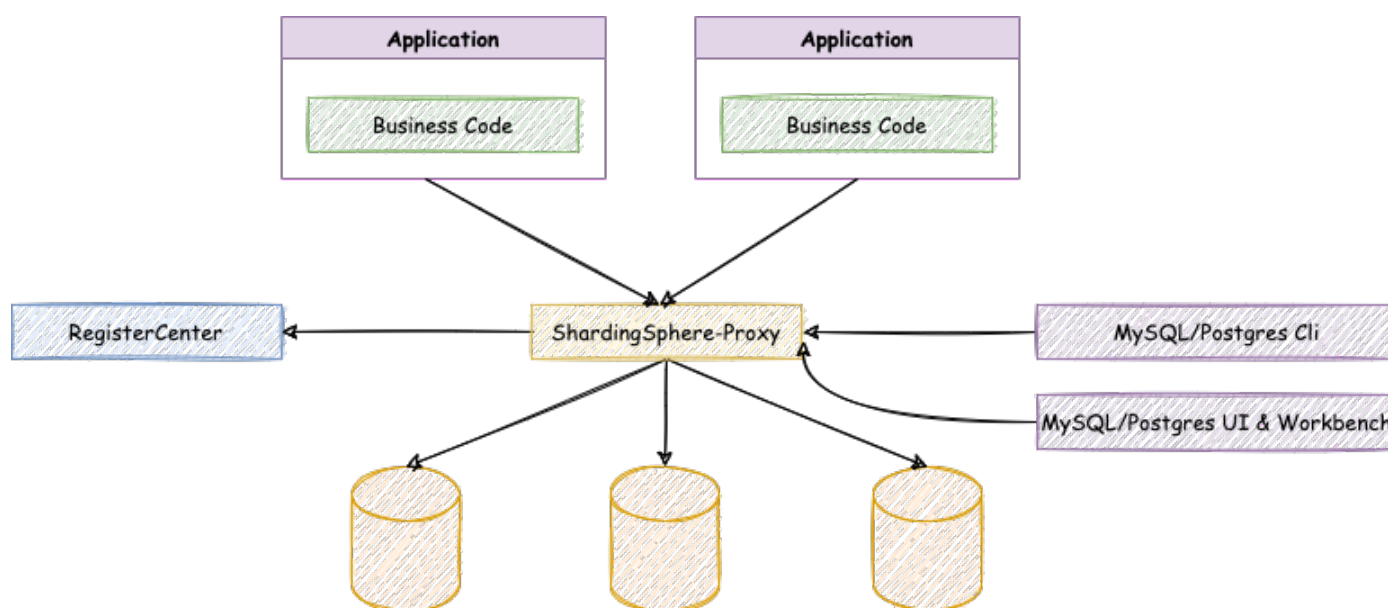 Application
Application
Business Code
Business Code
RegisterCenter
ShardingSphere-Proxy
MySQL/Postgres Cli
MySQL/Postgres UI & Workbench